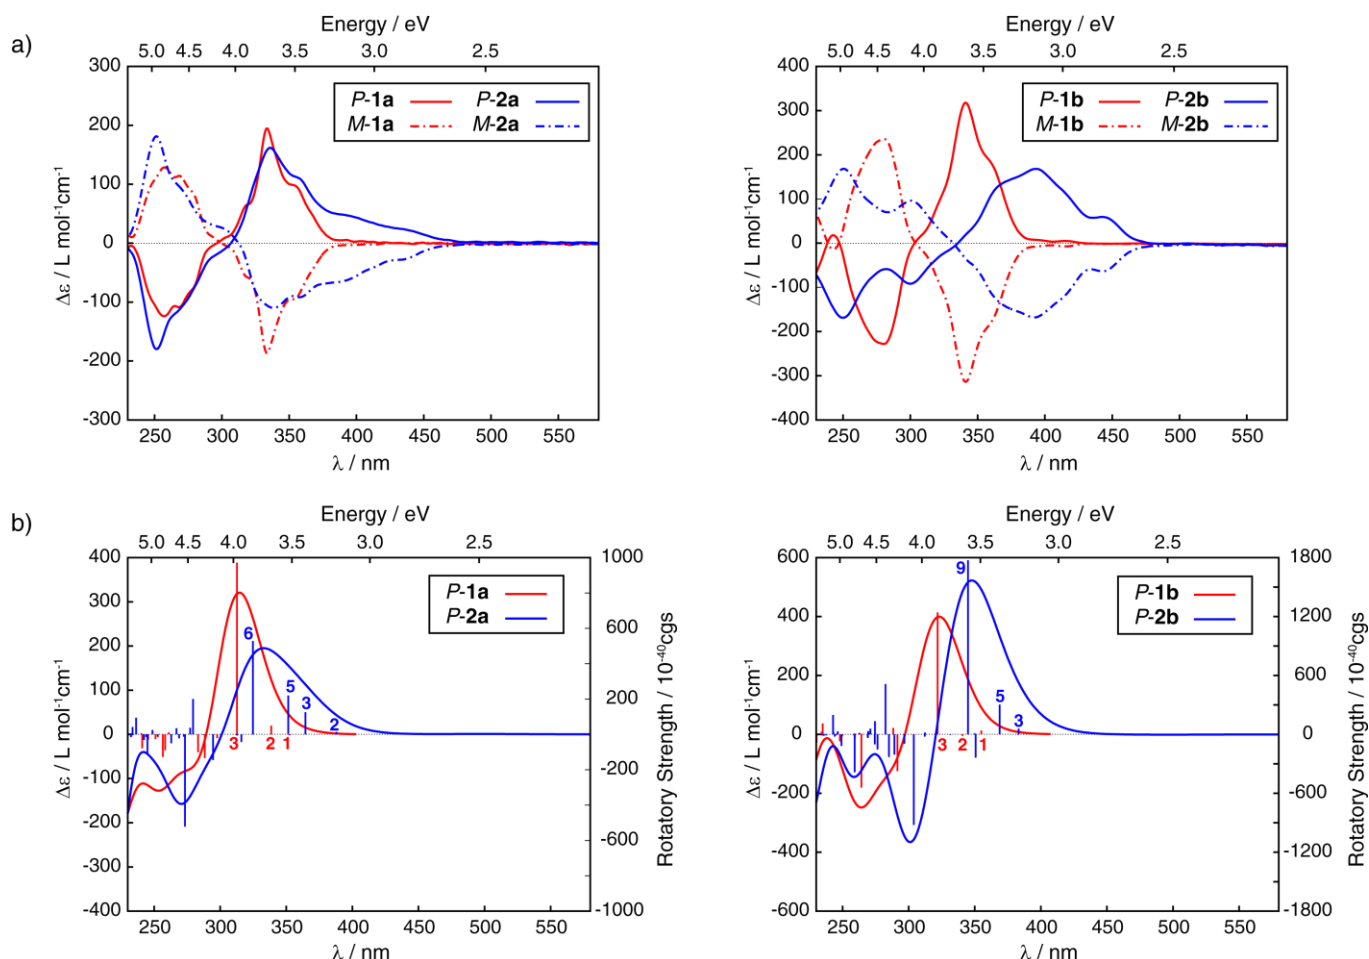 a)
Energy / eV
5.0 4.5 4.0 3.5 3.0 2.5
300
200
100
0
-100
-200
-300
Δε / L mol⁻¹cm⁻¹
P-1a P-2a
M-1a M-2a
250 300 350 400 450 500 550
λ / nm
Energy / eV
5.0 4.5 4.0 3.5 3.0 2.5
400
300
200
100
0
-100
-200
-300
-400
Δε / L mol⁻¹cm⁻¹
P-1b P-2b
M-1b M-2b
250 300 350 400 450 500 550
λ / nm
b)
Energy / eV
5.0 4.5 4.0 3.5 3.0 2.5
400
300
200
100
0
-100
-200
-300
-400
Δε / L mol⁻¹cm⁻¹
P-1a
P-2a
6
5
3
2
3 2 1
1000
600
200
-200
-600
-1000
Rotatory Strength / 10⁻⁴⁰cgs
250 300 350 400 450 500 550
λ / nm
Energy / eV
5.0 4.5 4.0 3.5 3.0 2.5
600
400
200
0
-200
-400
-600
Δε / L mol⁻¹cm⁻¹
P-1b
P-2b
9
5
3
3 2 1
1800
1200
600
0
-600
-1200
-1800
Rotatory Strength / 10⁻⁴⁰cgs
250 300 350 400 450 500 550
λ / nm